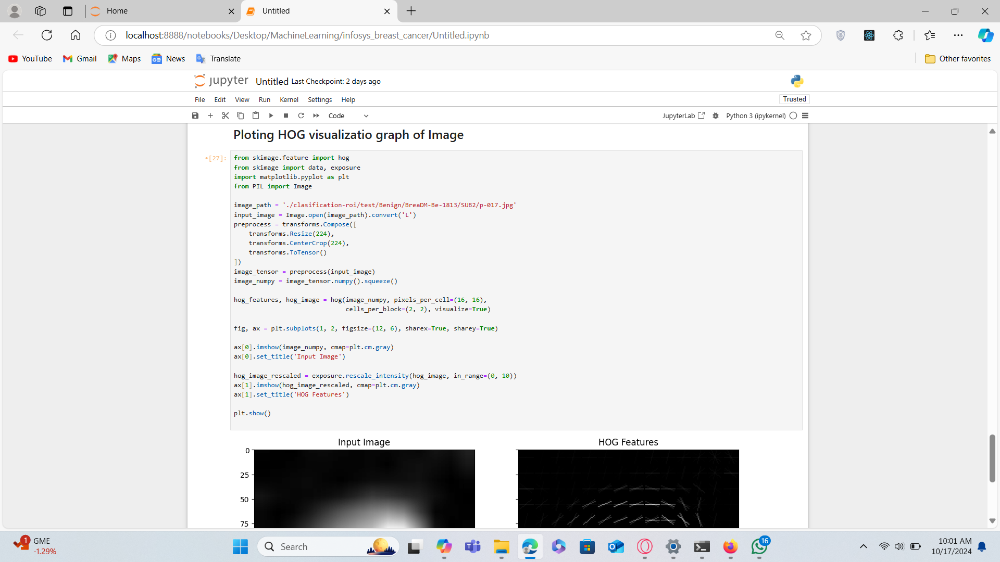 Home
Untitled
localhost:8888/notebooks/Desktop/MachineLearning/infosys_breast_cancer/Untitled.ipynb
YouTube Gmail Maps News Translate Other favorites
jupyter Untitled Last Checkpoint: 2 days ago
File Edit View Run Kernel Settings Help Trusted
Code JupyterLab Python 3 (ipykernel)
Ploting HOG visualizatio graph of Image
•[27]:
from skimage.feature import hog
from skimage import data, exposure
import matplotlib.pyplot as plt
from PIL import Image
image_path = './clasification-roi/test/Benign/BreaDM-Be-1813/SUB2/p-017.jpg'
input_image = Image.open(image_path).convert('L')
preprocess = transforms.Compose([
    transforms.Resize(224),
    transforms.CenterCrop(224),
    transforms.ToTensor()
])
image_tensor = preprocess(input_image)
image_numpy = image_tensor.numpy().squeeze()
hog_features, hog_image = hog(image_numpy, pixels_per_cell=(16, 16),
                              cells_per_block=(2, 2), visualize=True)
fig, ax = plt.subplots(1, 2, figsize=(12, 6), sharex=True, sharey=True)
ax[0].imshow(image_numpy, cmap=plt.cm.gray)
ax[0].set_title('Input Image')
hog_image_rescaled = exposure.rescale_intensity(hog_image, in_range=(0, 10))
ax[1].imshow(hog_image_rescaled, cmap=plt.cm.gray)
ax[1].set_title('HOG Features')
plt.show()
Input Image HOG Features
0
25
50
75
1 GME
-1.29%
Search
16
10:01 AM
10/17/2024